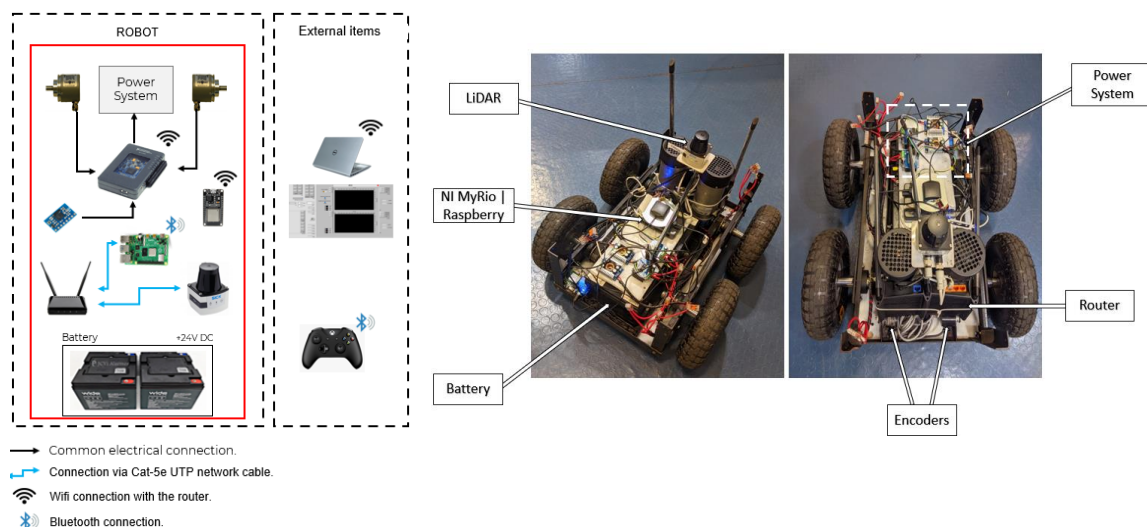 ROBOT
Power
System
Battery
+24V DC
wide
External items
Common electrical connection.
Connection via Cat-5e UTP network cable.
Wifi connection with the router.
Bluetooth connection.
LiDAR
NI MyRio |
Raspberry
Battery
Power
System
Router
Encoders